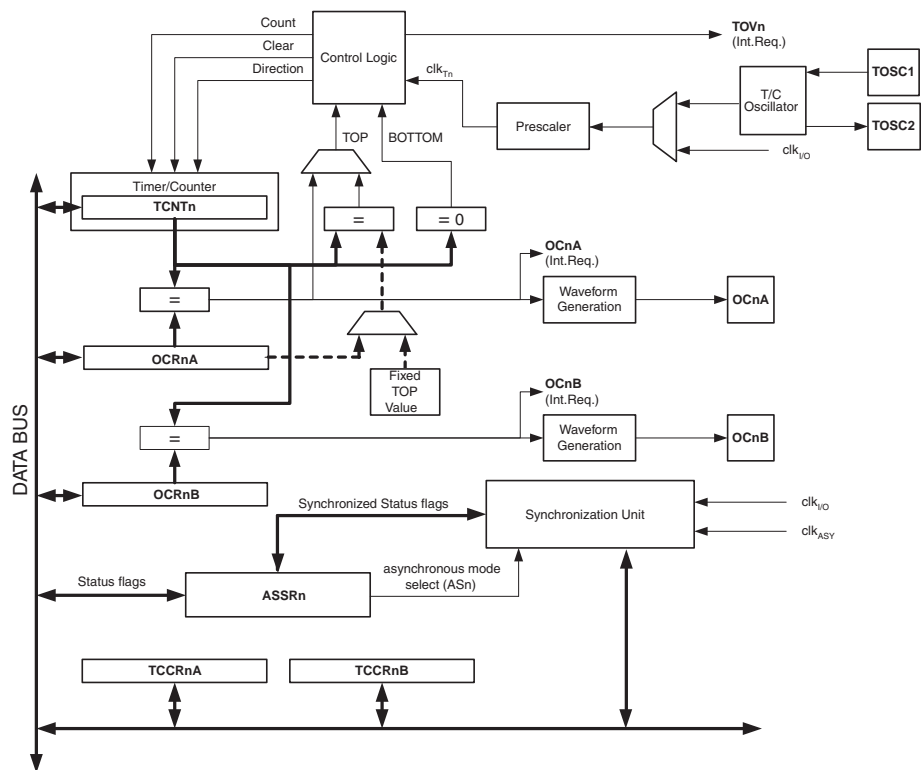 Count
Clear
Direction
Control Logic
clkTn
TOVn
(Int.Req.)
TOSC1
T/C
Oscillator
TOSC2
Prescaler
clkI/O
TOP
BOTTOM
Timer/Counter
TCNTn
=
= 0
OCnA
(Int.Req.)
=
Waveform
Generation
OCnA
OCRnA
Fixed
TOP
Value
OCnB
(Int.Req.)
=
Waveform
Generation
OCnB
DATA BUS
OCRnB
Synchronized Status flags
Synchronization Unit
clkI/O
clkASY
Status flags
ASSRn
asynchronous mode
select (ASn)
TCCRnA
TCCRnB